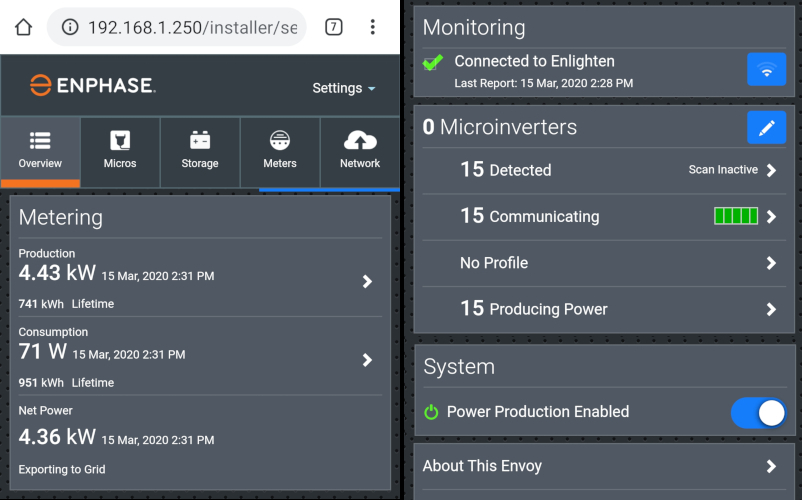 192.168.1.250/installer/se
7
ENPHASE.
Settings
Overview
Micros
Storage
Meters
Network
Metering
Production
4.43 kW 15 Mar, 2020 2:31 PM
741 kWh Lifetime
Consumption
71 W 15 Mar, 2020 2:31 PM
951 kWh Lifetime
Net Power
4.36 kW 15 Mar, 2020 2:31 PM
Exporting to Grid
Monitoring
Connected to Enlighten
Last Report: 15 Mar, 2020 2:28 PM
0 Microinverters
15 Detected Scan Inactive
15 Communicating
No Profile
15 Producing Power
System
Power Production Enabled
About This Envoy